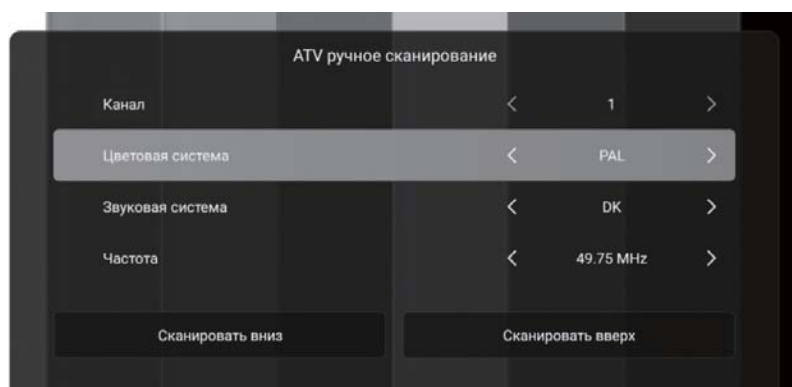 ATV ручное сканирование
Канал < 1 >
Цветовая система < PAL >
Звуковая система < DK >
Частота < 49.75 MHz >
Сканировать вниз Сканировать вверх